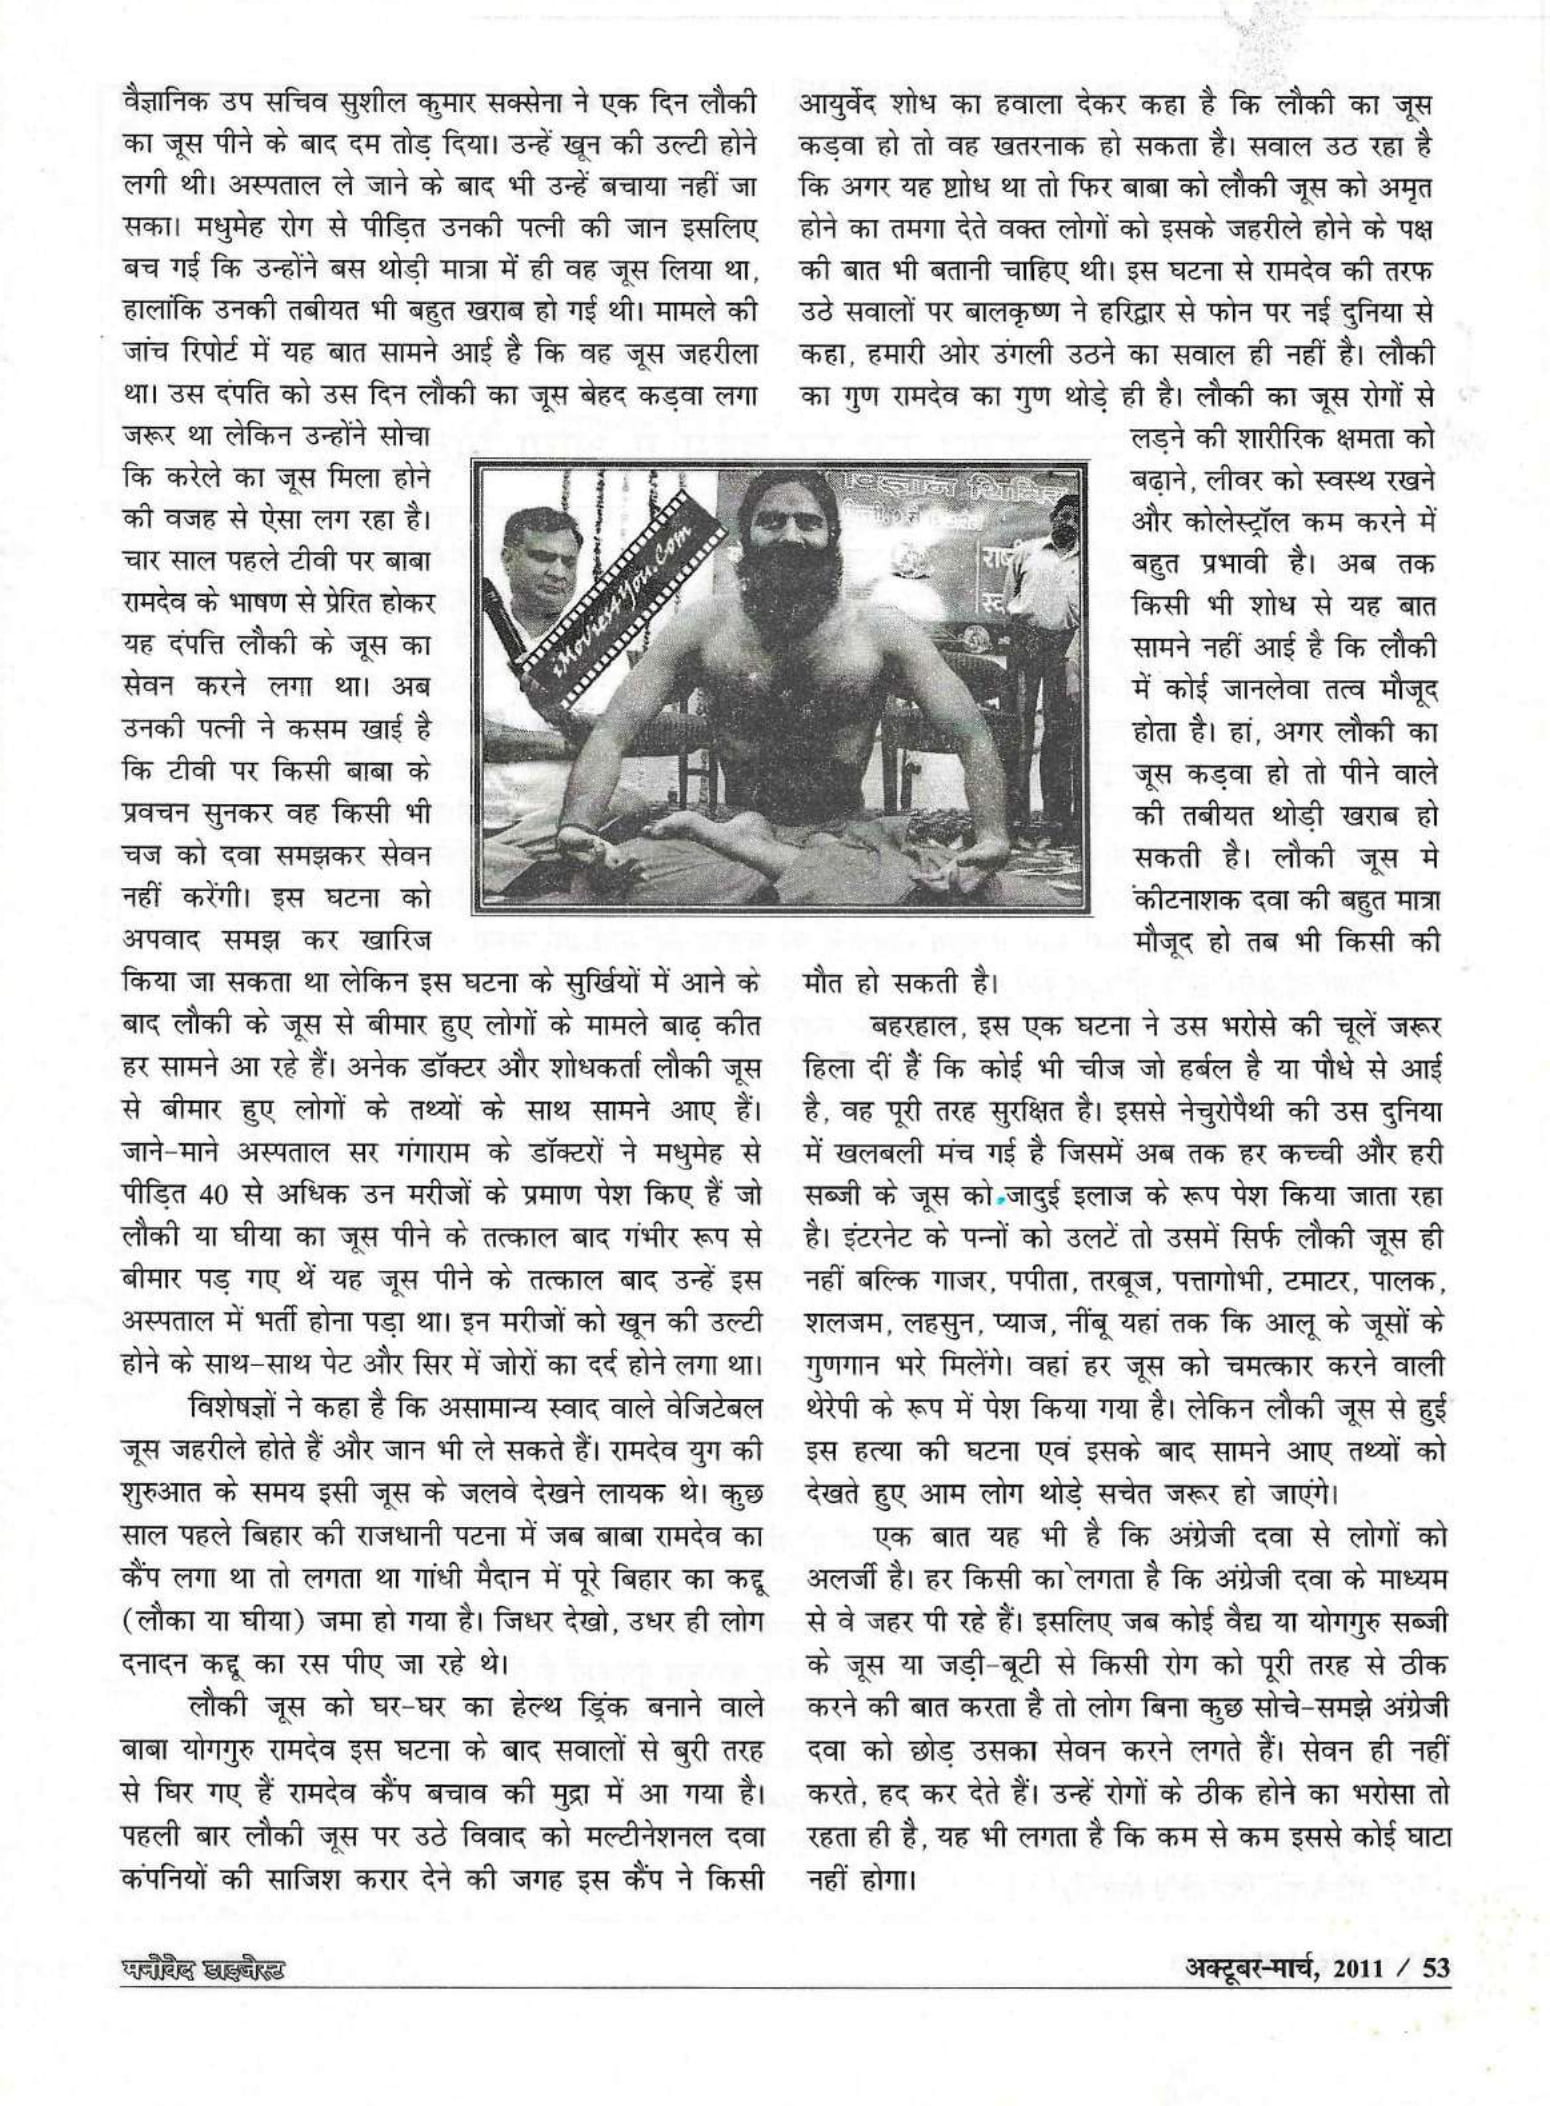 वैज्ञानिक उप सचिव सुशील कुमार सक्सेना ने एक दिन लौकी
का जूस पीने के बाद दम तोड़ दिया। उन्हें खून की उल्टी होने
लगी थी। अस्पताल ले जाने के बाद भी उन्हें बचाया नहीं जा
सका। मधुमेह रोग से पीड़ित उनकी पत्नी की जान इसलिए
बच गई कि उन्होंने बस थोड़ी मात्रा में ही वह जूस लिया था,
हालांकि उनकी तबीयत भी बहुत खराब हो गई थी। मामले की
जांच रिपोर्ट में यह बात सामने आई है कि वह जूस जहरीला
था। उस दंपति को उस दिन लौकी का जूस बेहद कड़वा लगा
जरूर था लेकिन उन्होंने सोचा
कि करेले का जूस मिला होने
की वजह से ऐसा लग रहा है।
चार साल पहले टीवी पर बाबा
रामदेव के भाषण से प्रेरित होकर
यह दंपत्ति लौकी के जूस का
सेवन करने लगा था। अब
उनकी पत्नी ने कसम खाई है
कि टीवी पर किसी बाबा के
प्रवचन सुनकर वह किसी भी
चज को दवा समझकर सेवन
नहीं करेंगी। इस घटना को
अपवाद समझ कर खारिज
किया जा सकता था लेकिन इस घटना के सुर्खियों में आने के
बाद लौकी के जूस से बीमार हुए लोगों के मामले बाढ़ कीत
हर सामने आ रहे हैं। अनेक डॉक्टर और शोधकर्ता लौकी जूस
से बीमार हुए लोगों के तथ्यों के साथ सामने आए हैं।
जाने-माने अस्पताल सर गंगाराम के डॉक्टरों ने मधुमेह से
पीड़ित 40 से अधिक उन मरीजों के प्रमाण पेश किए हैं जो
लौकी या घीया का जूस पीने के तत्काल बाद गंभीर रूप से
बीमार पड़ गए थें यह जूस पीने के तत्काल बाद उन्हें इस
अस्पताल में भर्ती होना पड़ा था। इन मरीजों को खून की उल्टी
होने के साथ-साथ पेट और सिर में जोरों का दर्द होने लगा था।
विशेषज्ञों ने कहा है कि असामान्य स्वाद वाले वेजिटेबल
जूस जहरीले होते हैं और जान भी ले सकते हैं। रामदेव युग की
शुरुआत के समय इसी जूस के जलवे देखने लायक थे। कुछ
साल पहले बिहार की राजधानी पटना में जब बाबा रामदेव का
कैंप लगा था तो लगता था गांधी मैदान में पूरे बिहार का कद्दू
(लौका या घीया) जमा हो गया है। जिधर देखो, उधर ही लोग
दनादन कद्दू का रस पीए जा रहे थे।
लौकी जूस को घर-घर का हेल्थ ड्रिंक बनाने वाले
बाबा योगगुरु रामदेव इस घटना के बाद सवालों से बुरी तरह
से घिर गए हैं रामदेव कैंप बचाव की मुद्रा में आ गया है।
पहली बार लौकी जूस पर उठे विवाद को मल्टीनेशनल दवा
कंपनियों की साजिश करार देने की जगह इस कैंप ने किसी
आयुर्वेद शोध का हवाला देकर कहा है कि लौकी का जूस
कड़वा हो तो वह खतरनाक हो सकता है। सवाल उठ रहा है
कि अगर यह ष्टाोध था तो फिर बाबा को लौकी जूस को अमृत
होने का तमगा देते वक्त लोगों को इसके जहरीले होने के पक्ष
की बात भी बतानी चाहिए थी। इस घटना से रामदेव की तरफ
उठे सवालों पर बालकृष्ण ने हरिद्वार से फोन पर नई दुनिया से
कहा, हमारी ओर उंगली उठने का सवाल ही नहीं है। लौकी
का गुण रामदेव का गुण थोड़े ही है। लौकी का जूस रोगों से
लड़ने की शारीरिक क्षमता को
बढ़ाने, लीवर को स्वस्थ रखने
और कोलेस्ट्रॉल कम करने में
बहुत प्रभावी है। अब तक
किसी भी शोध से यह बात
सामने नहीं आई है कि लौकी
में कोई जानलेवा तत्व मौजूद
होता है। हां, अगर लौकी का
जूस कड़वा हो तो पीने वाले
की तबीयत थोड़ी खराब हो
सकती है। लौकी जूस मे
कीटनाशक दवा की बहुत मात्रा
मौजूद हो तब भी किसी की
मौत हो सकती है।
बहरहाल, इस एक घटना ने उस भरोसे की चूलें जरूर
हिला दीं हैं कि कोई भी चीज जो हर्बल है या पौधे से आई
है, वह पूरी तरह सुरक्षित है। इससे नेचुरोपैथी की उस दुनिया
में खलबली मंच गई है जिसमें अब तक हर कच्ची और हरी
सब्जी के जूस को जादुई इलाज के रूप पेश किया जाता रहा
है। इंटरनेट के पन्नों को उलटें तो उसमें सिर्फ लौकी जूस ही
नहीं बल्कि गाजर, पपीता, तरबूज, पत्तागोभी, टमाटर, पालक,
शलजम, लहसुन, प्याज, नींबू यहां तक कि आलू के जूसों के
गुणगान भरे मिलेंगे। वहां हर जूस को चमत्कार करने वाली
थेरेपी के रूप में पेश किया गया है। लेकिन लौकी जूस से हुई
इस हत्या की घटना एवं इसके बाद सामने आए तथ्यों को
देखते हुए आम लोग थोड़े सचेत जरूर हो जाएंगे।
एक बात यह भी है कि अंग्रेजी दवा से लोगों को
अलर्जी है। हर किसी का लगता है कि अंग्रेजी दवा के माध्यम
से वे जहर पी रहे हैं। इसलिए जब कोई वैद्य या योगगुरु सब्जी
के जूस या जड़ी-बूटी से किसी रोग को पूरी तरह से ठीक
करने की बात करता है तो लोग बिना कुछ सोचे-समझे अंग्रेजी
दवा को छोड़ उसका सेवन करने लगते हैं। सेवन ही नहीं
करते, हद कर देते हैं। उन्हें रोगों के ठीक होने का भरोसा तो
रहता ही है, यह भी लगता है कि कम से कम इससे कोई घाटा
नहीं होगा।
मनोवेद डाइजेस्ट
अक्टूबर-मार्च, 2011 / 53